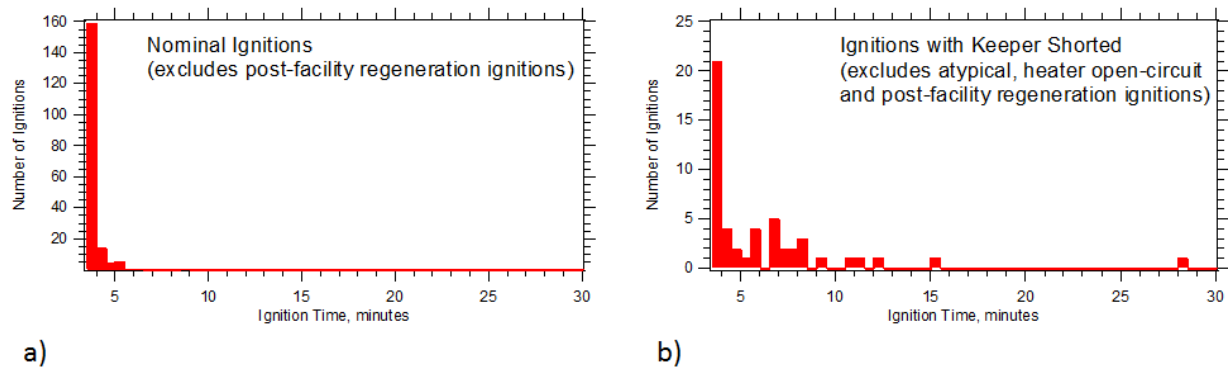 160
140
120
100
80
60
40
20
Number of Ignitions
Nominal Ignitions
(excludes post-facility regeneration ignitions)
5
10
15
20
25
30
Ignition Time, minutes
a)
25
20
15
10
5
0
Number of Ignitions
Ignitions with Keeper Shorted
(excludes atypical, heater open-circuit
and post-facility regeneration ignitions)
5
10
15
20
25
30
Ignition Time, minutes
b)